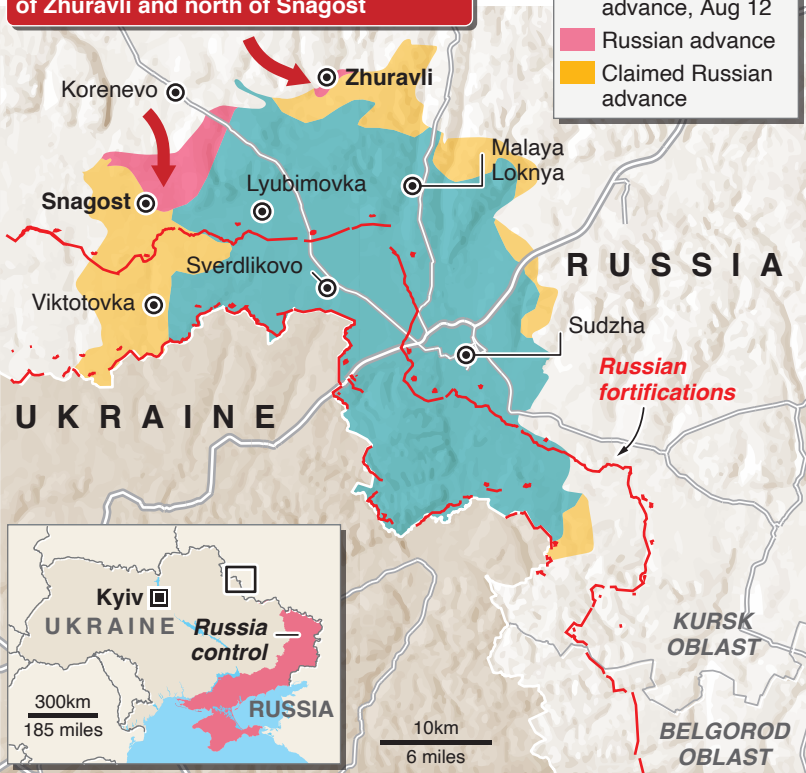 of Zhuravli and north of Snagost
advance, Aug 12
Russian advance
Claimed Russian
advance
Korenevo
Zhuravli
Malaya
Loknya
Snagost
Lyubimovka
RUSSIA
Sverdlikovo
Viktotovka
Sudzha
Russian
fortifications
UKRAINE
Kyiv
UKRAINE
Russia
control
300km
185 miles
RUSSIA
10km
6 miles
KURSK
OBLAST
BELGOROD
OBLAST